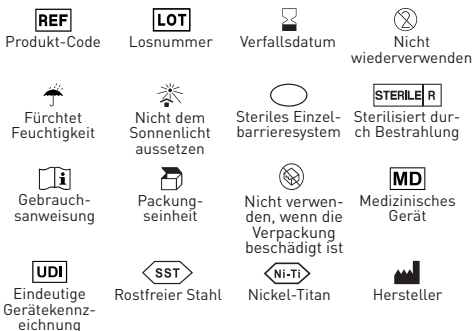 REF
LOT
Produkt-Code
Losnummer
Verfallsdatum
Nicht
wiederverwenden
2
STERILE R
Fürchtet
Feuchtigkeit
Nicht dem
Sonnenlicht
aussetzen
Steriles Einzel-
barrieresystem
Sterilisiert dur-
ch Bestrahlung
i
MD
Gebrauch-
sanweisung
Packung-
seinheit
Nicht verwen-
den, wenn die
Verpackung
beschädigt ist
Medizinisches
Gerät
UDI
SST
Ni-Ti
Eindeutige
Gerätekennz-
eichnung
Rostfreier Stahl
Nickel-Titan
Hersteller